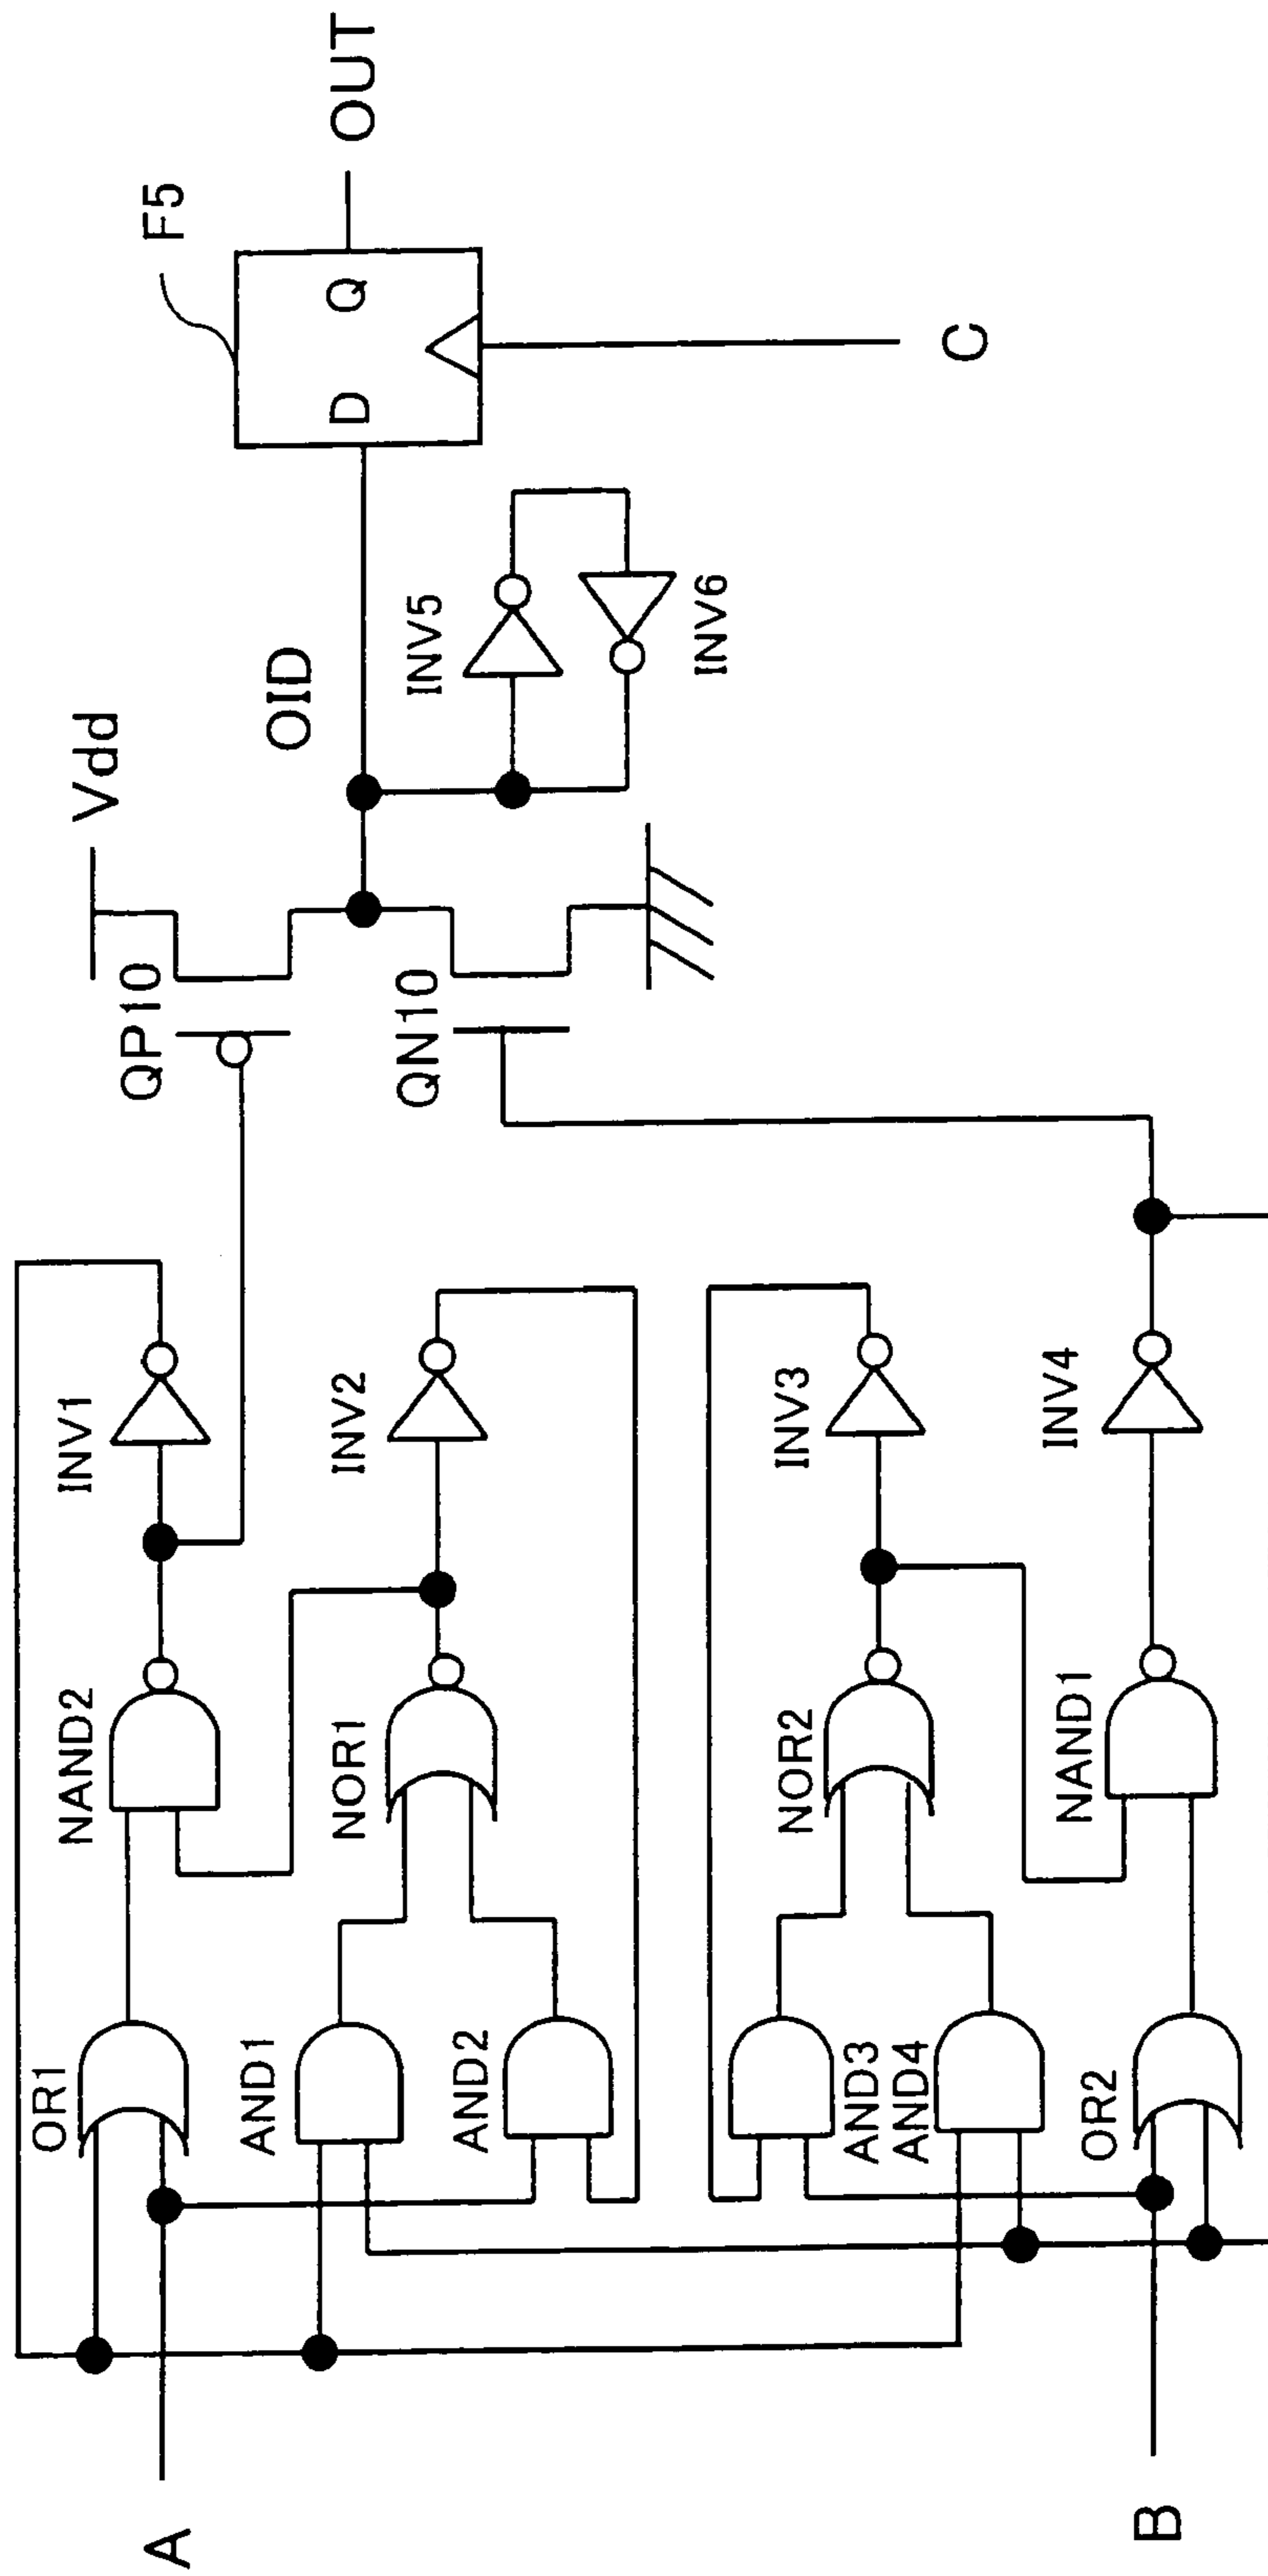 A
B
OR1
AND1
AND2
AND3
AND4
OR2
NAND2
NOR1
NOR2
NAND1
INV1
INV2
INV3
INV4
QP10
QN10
Vdd
OID
INV5
INV6
F5
D
Q
C
OUT